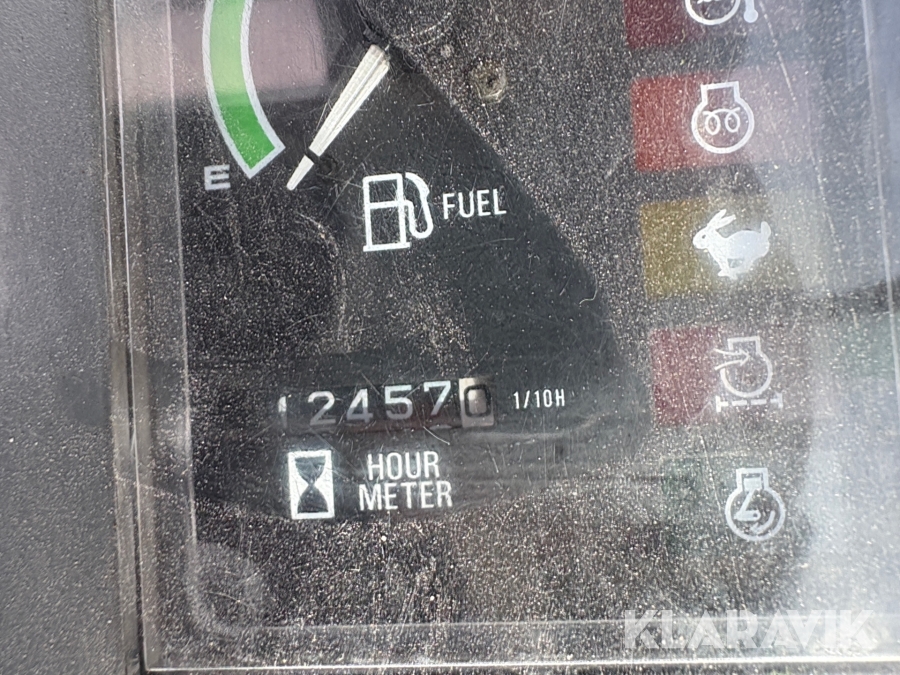 E
FUEL
124570 1/10H
HOUR
METER
KLARAVIK